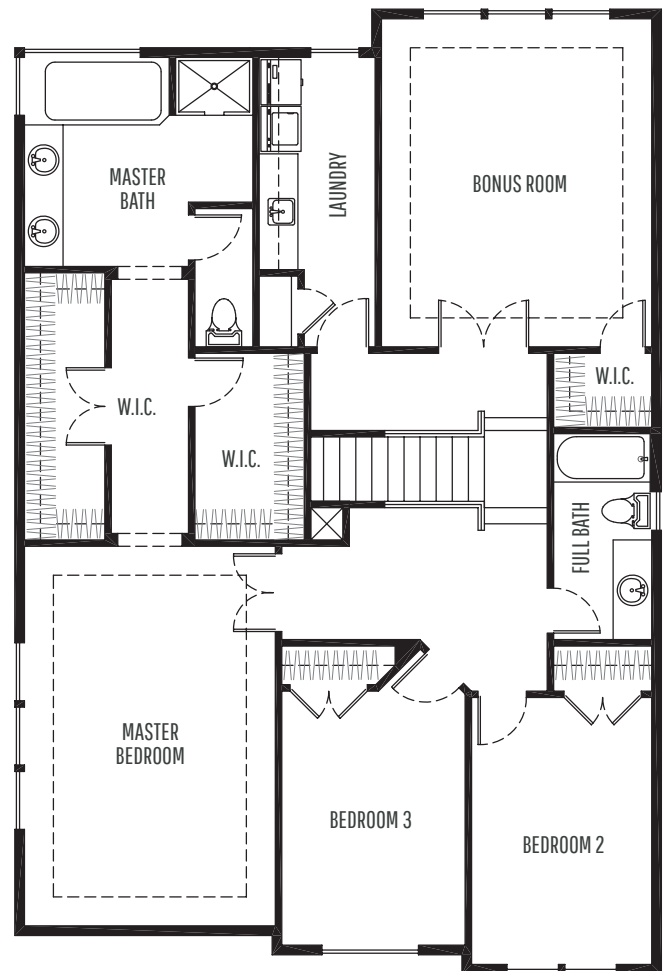 MASTER
BATH
LAUNDRY
BONUS ROOM
W.I.C.
W.I.C.
W.I.C.
FULL BATH
MASTER
BEDROOM
BEDROOM 3
BEDROOM 2